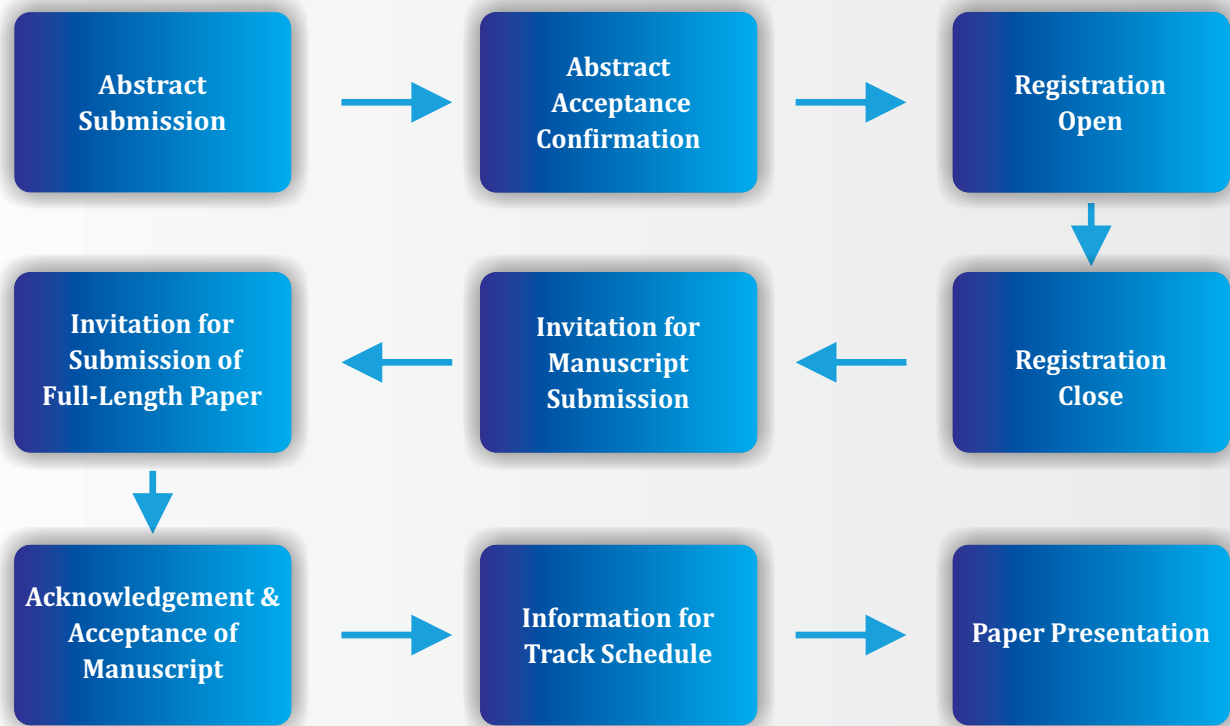 Abstract
Submission
Abstract
Acceptance
Confirmation
Registration
Open
Registration
Close
Invitation for
Manuscript
Submission
Invitation for
Submission of
Full-Length Paper
Acknowledgement &
Acceptance of
Manuscript
Information for
Track Schedule
Paper Presentation